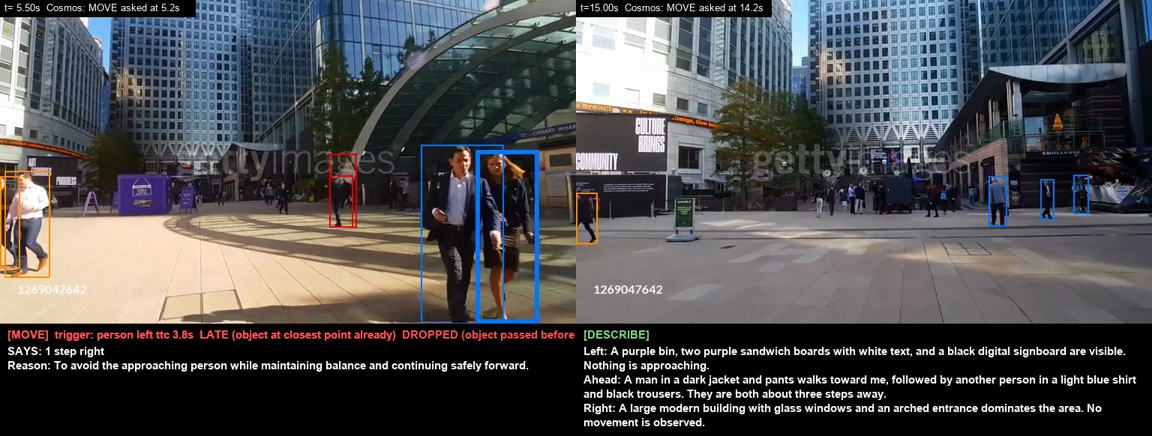 t= 5.50s  Cosmos: MOVE asked at 5.2s
gettyimages
CANARY WHAR
ART
PROGRESS
1269047642
[MOVE]  trigger: person left ttc 3.8s  LATE (object at closest point already)  DROPPED (object passed before
SAYS: 1 step right
Reason: To avoid the approaching person while maintaining balance and continuing safely forward.
t=15.00s  Cosmos: MOVE asked at 14.2s
CULTURE
BRINGS
COMMUNITY
gettyimages
1269047642
[DESCRIBE]
Left: A purple bin, two purple sandwich boards with white text, and a black digital signboard are visible.
Nothing is approaching.
Ahead: A man in a dark jacket and pants walks toward me, followed by another person in a light blue shirt
and black trousers. They are both about three steps away.
Right: A large modern building with glass windows and an arched entrance dominates the area. No
movement is observed.